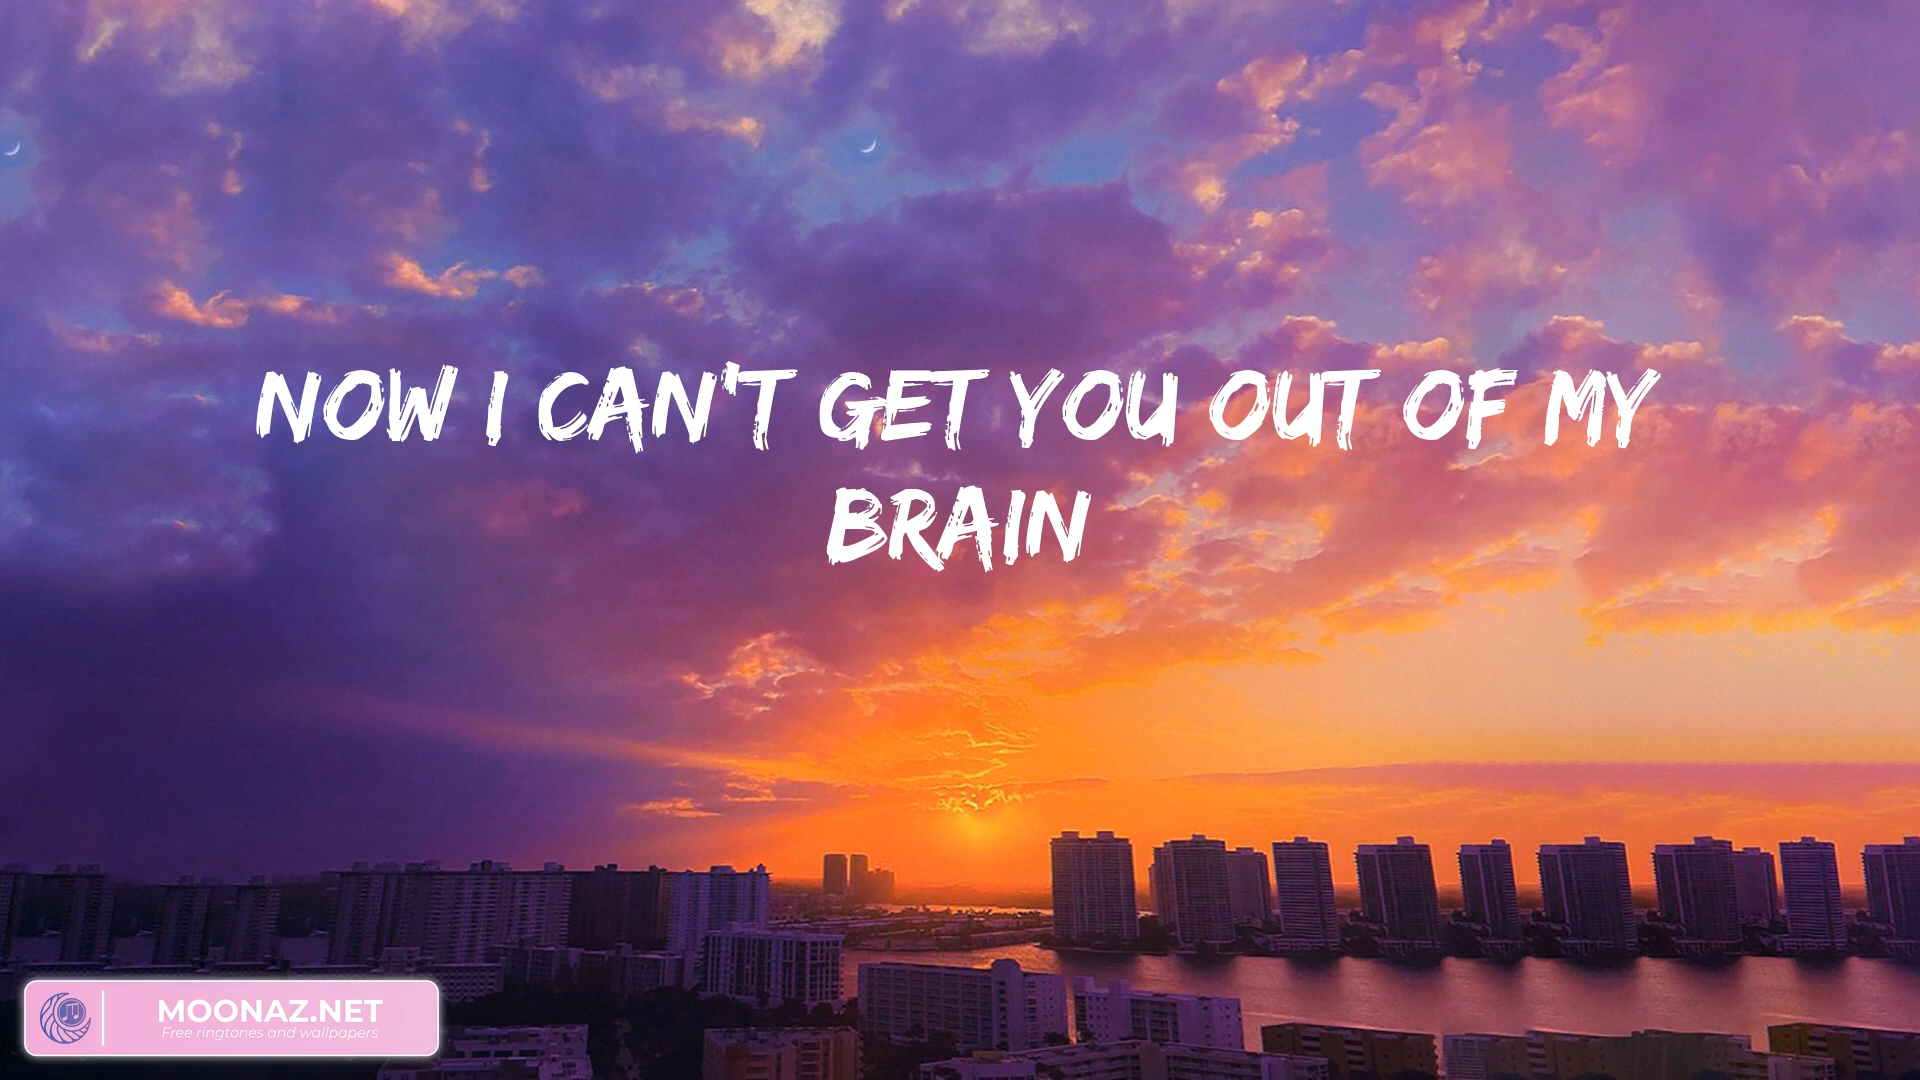 NOW I CAN'T GET YOU OUT OF MY
BRAIN
MOONAZ.NET
Free ringtones and wallpapers